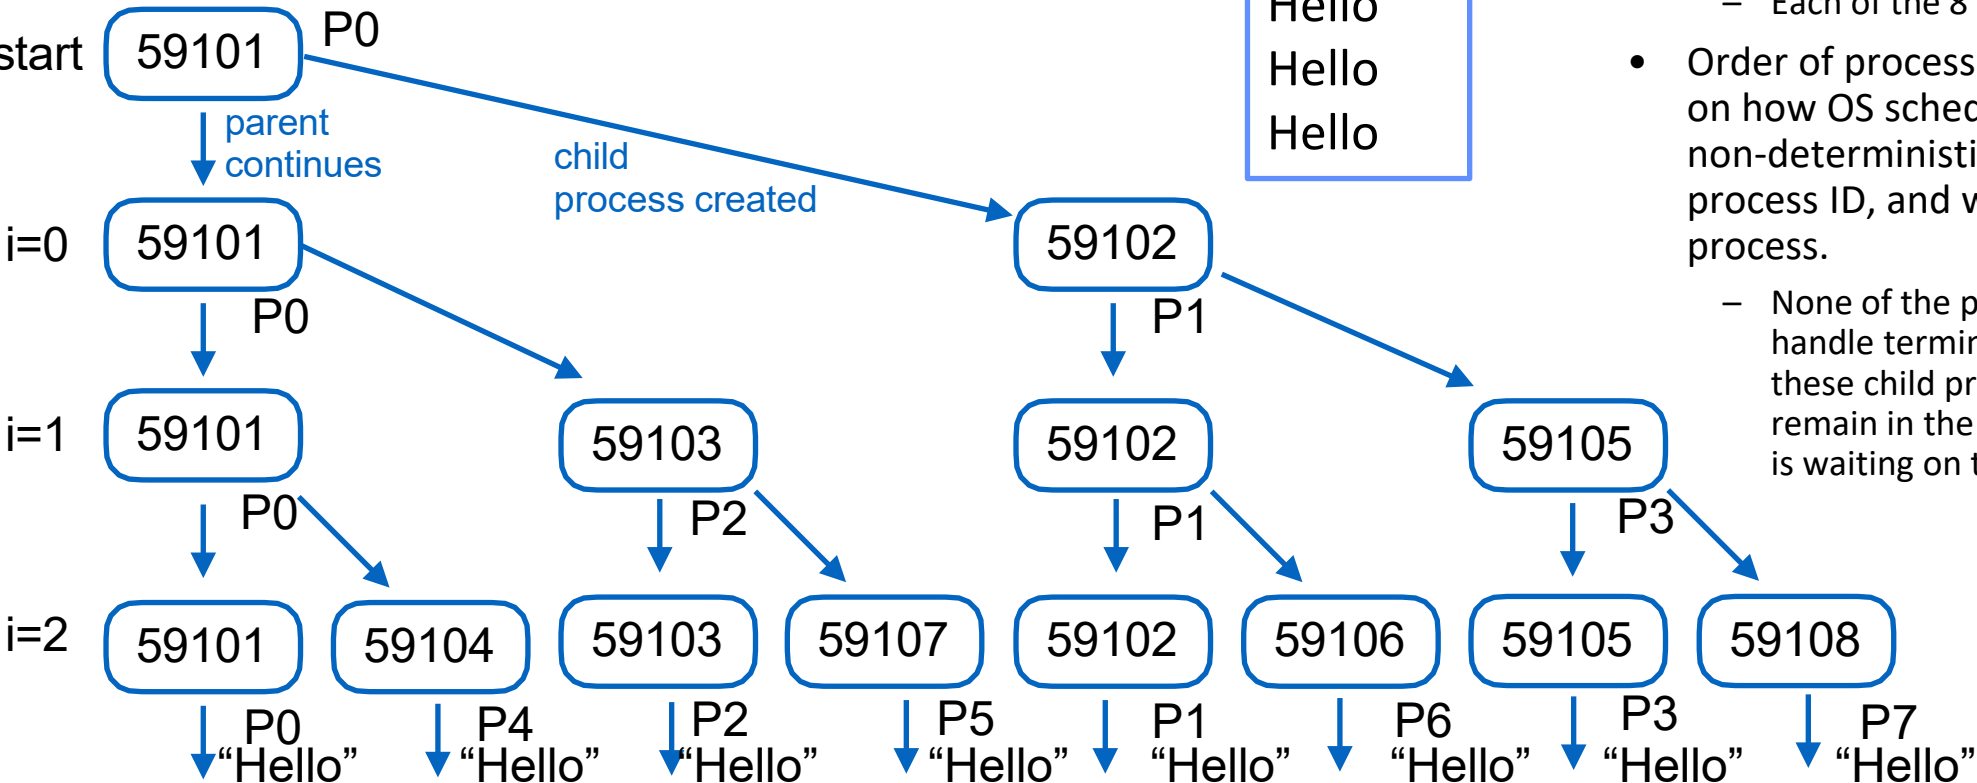 start
59101
P0
parent
continues
child
process created
i=0
59101
P0
59102
P1
i=1
59101
P0
59103
P2
59102
P1
59105
P3
i=2
59101
59104
59103
59107
59102
59106
59105
59108
P0
P4
P2
P5
P1
P6
P3
P7
“Hello”
“Hello”
“Hello”
“Hello”
“Hello”
“Hello”
“Hello”
“Hello”
Hello
Hello
Hello
– Each of the 8
• Order of process
on how OS sched
non-deterministi
process ID, and w
process.
– None of the p
handle termin
these child pr
remain in the
is waiting on t